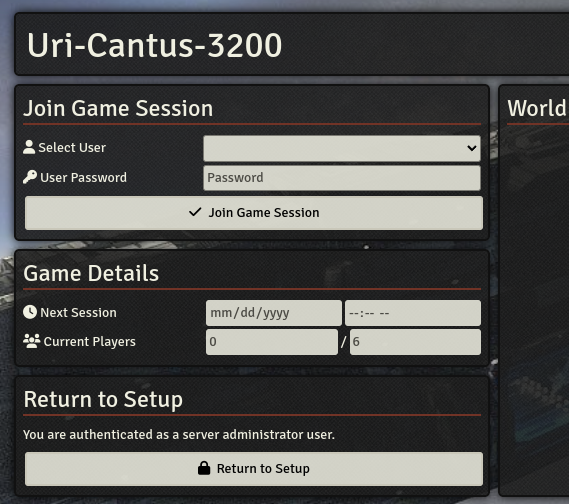 Uri-Cantus-3200
Join Game Session
World
Select User
User Password Password
Join Game Session
Game Details
Next Session mm/dd/yyyy --:-- --
Current Players 0 / 6
Return to Setup
You are authenticated as a server administrator user.
Return to Setup